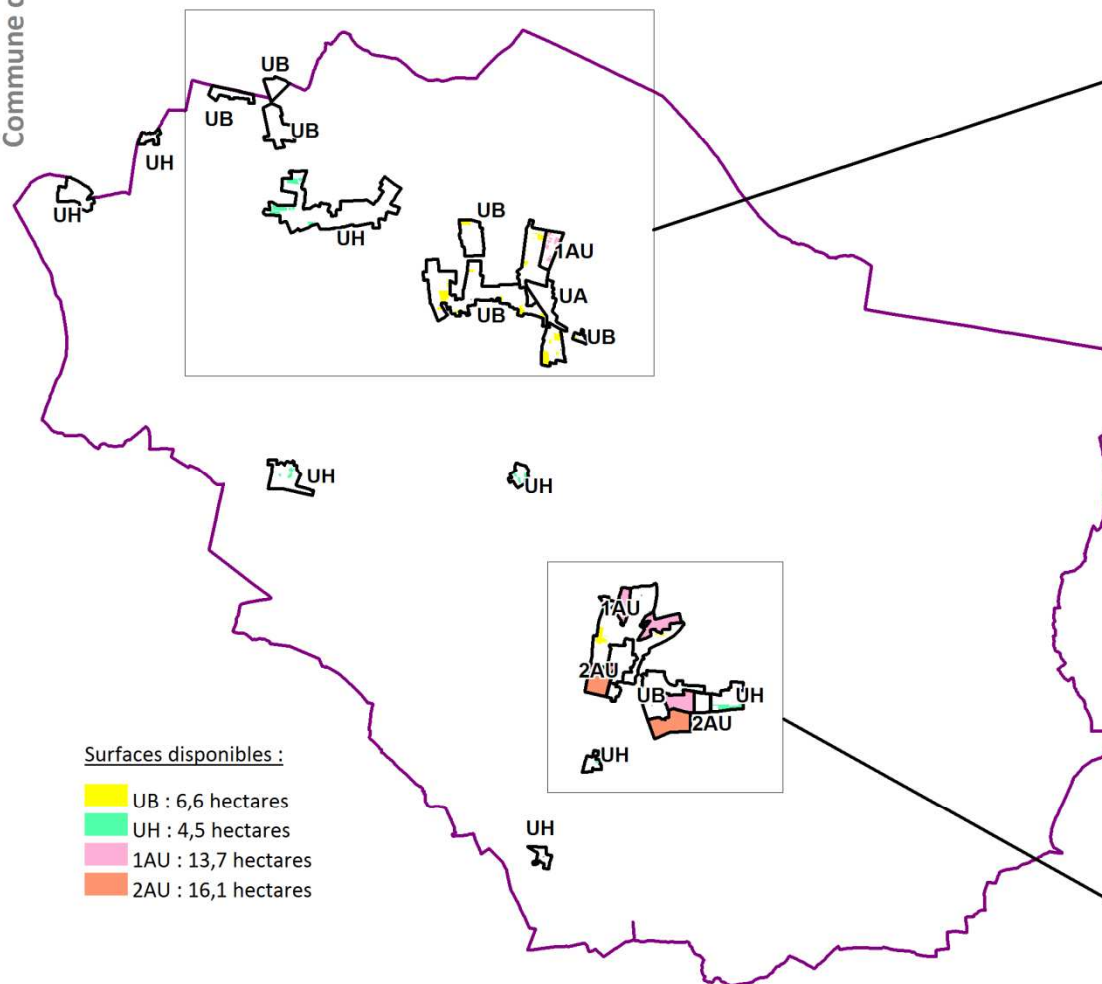 Commune d
UB
UB
UB
UH
UH
UH
UB
1AU
UA
UB
UB
UH
UH
1AU
2AU
UB
UH
2AU
UH
UH
Surfaces disponibles :
UB : 6,6 hectares
UH : 4,5 hectares
1AU : 13,7 hectares
2AU : 16,1 hectares